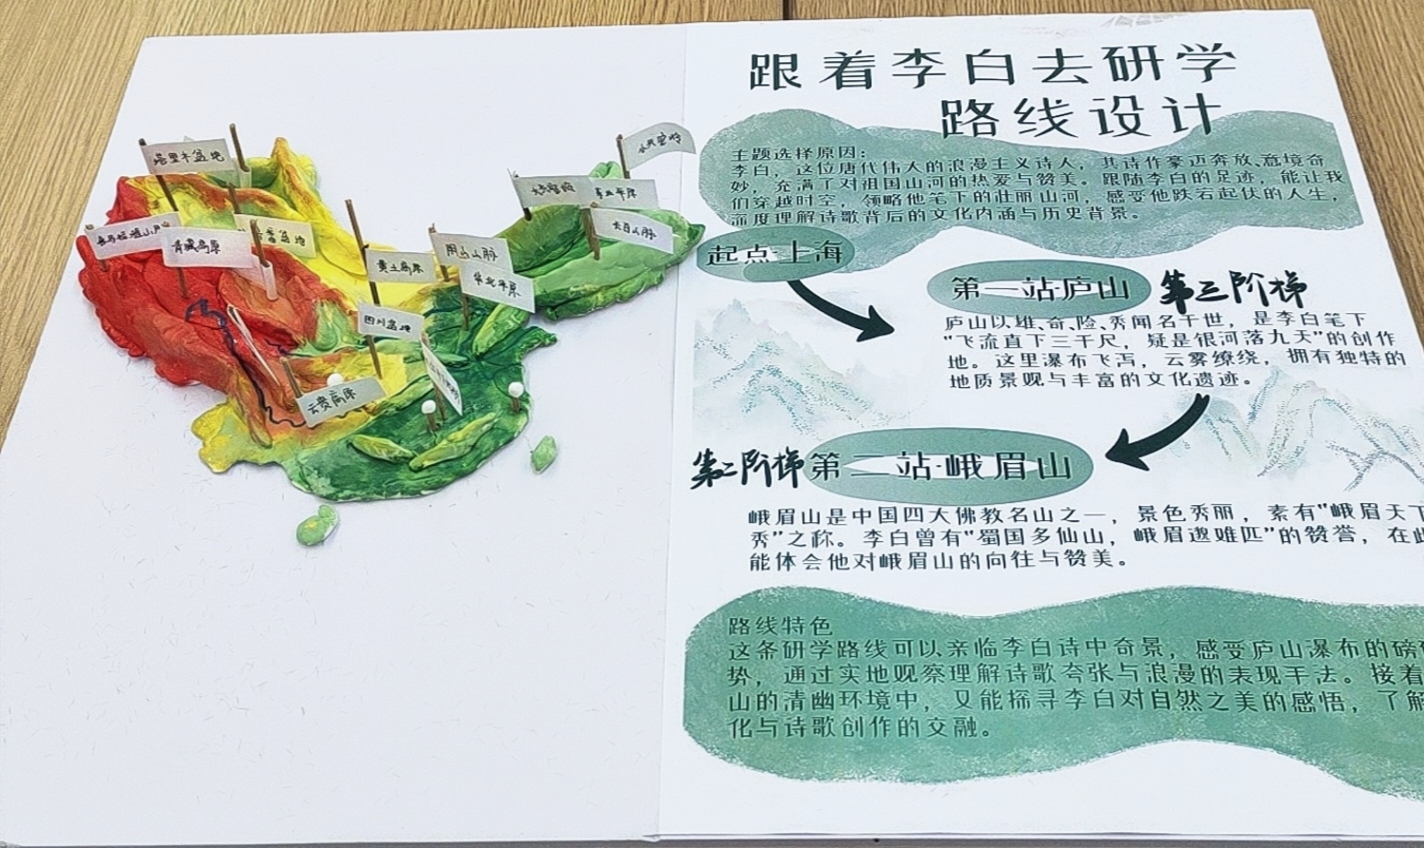 塔里木盆地
喜马拉雅山脉
青藏高原
柴达木盆地
黄土高原
阴山山脉
华北平原
四川盆地
云贵高原
大兴安岭
东北平原
长白山脉
跟着李白去研学
路线设计
主题选择原因：
李白，这位唐代伟大的浪漫主义诗人，其诗作豪迈奔放、意境奇
妙，充满了对祖国山河的热爱与赞美。跟随李白的足迹，能让我
们穿越时空，领略他笔下的壮丽山河，感受他跌宕起伏的人生，
深度理解诗歌背后的文化内涵与历史背景。
起点上海
第一站·庐山 第三阶梯
庐山以雄、奇、险、秀闻名于世，是李白笔下
“飞流直下三千尺，疑是银河落九天”的创作
地。这里瀑布飞泻，云雾缭绕，拥有独特的
地质景观与丰富的文化遗迹。
第二阶梯 第二站·峨眉山
峨眉山是中国四大佛教名山之一，景色秀丽，素有“峨眉天下
秀”之称。李白曾有“蜀国多仙山，峨眉邈难匹”的赞誉，在此
能体会他对峨眉山的向往与赞美。
路线特色
这条研学路线可以亲临李白诗中奇景，感受庐山瀑布的磅
势，通过实地观察理解诗歌夸张与浪漫的表现手法。接着
山的清幽环境中，又能探寻李白对自然之美的感悟，了解
化与诗歌创作的交融。